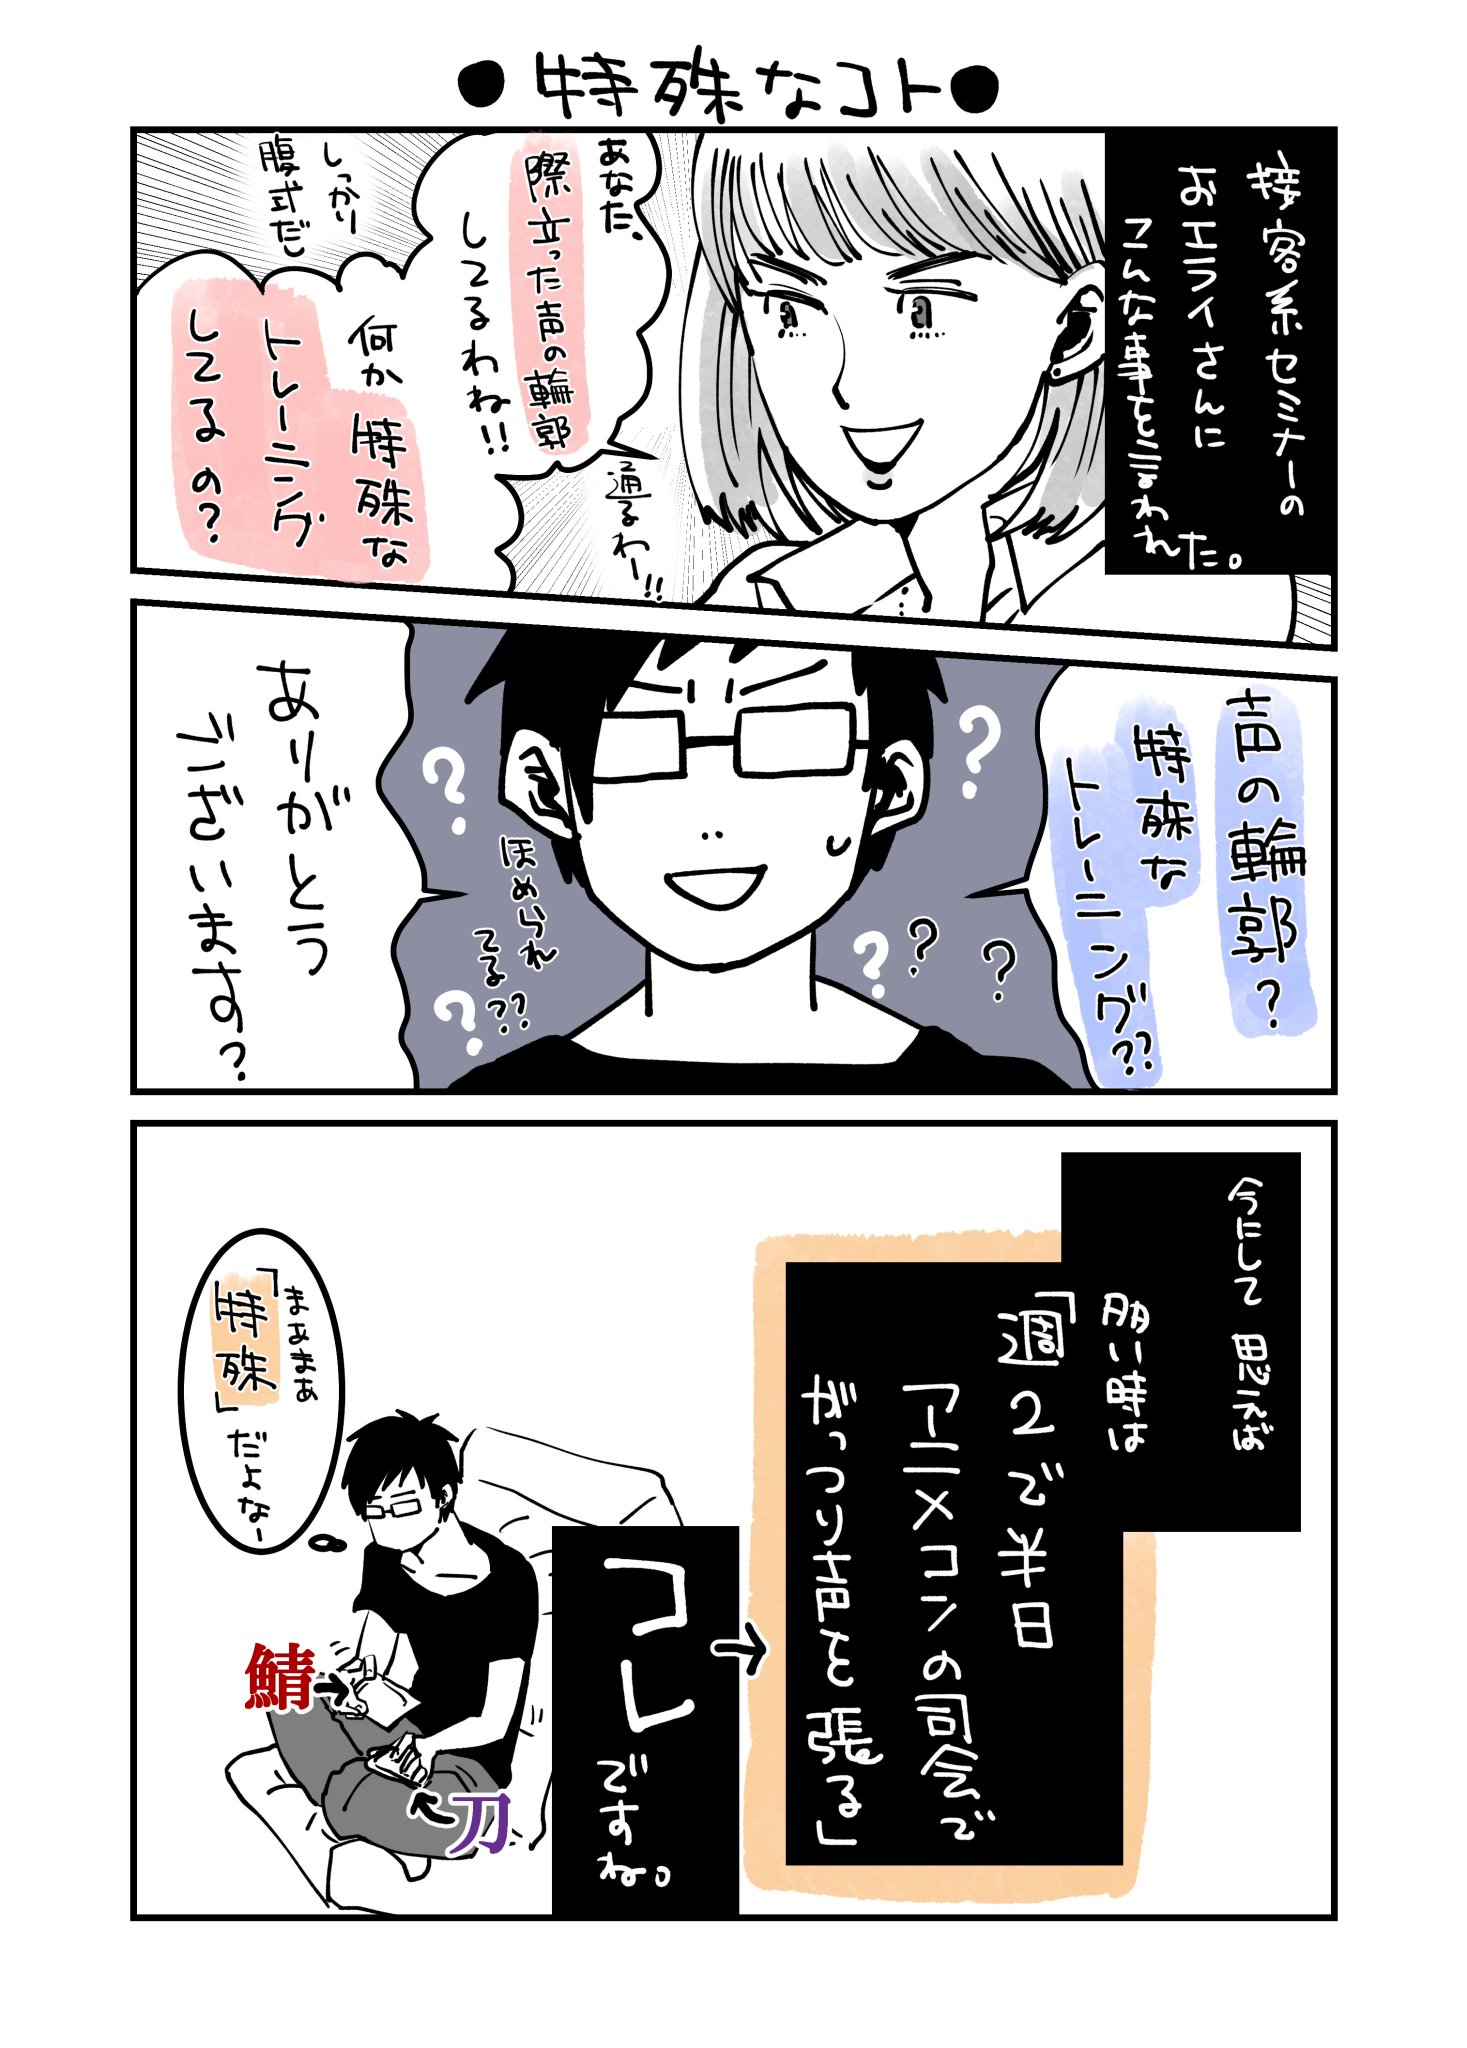 ●特殊なコト●
接客系セミナーの
おエライさんに
こんな事を言われた。
あなた、
際立った声の輪郭
してるわね!!
通るわー!!
しっかり
腹式だし
何か特殊な
トレーニング
してるの?
声の輪郭?
特殊な
トレーニング??
?
?
?
?
?
?
ほめられ
てる??
ありがとう
ございます?
今にして思えば
多い時は
「週2で半日
アニメコンの司会で
がっつり声を張る」
コレ→
ですね。
まぁまぁ
「特殊」だよなー
鯖→
←刀